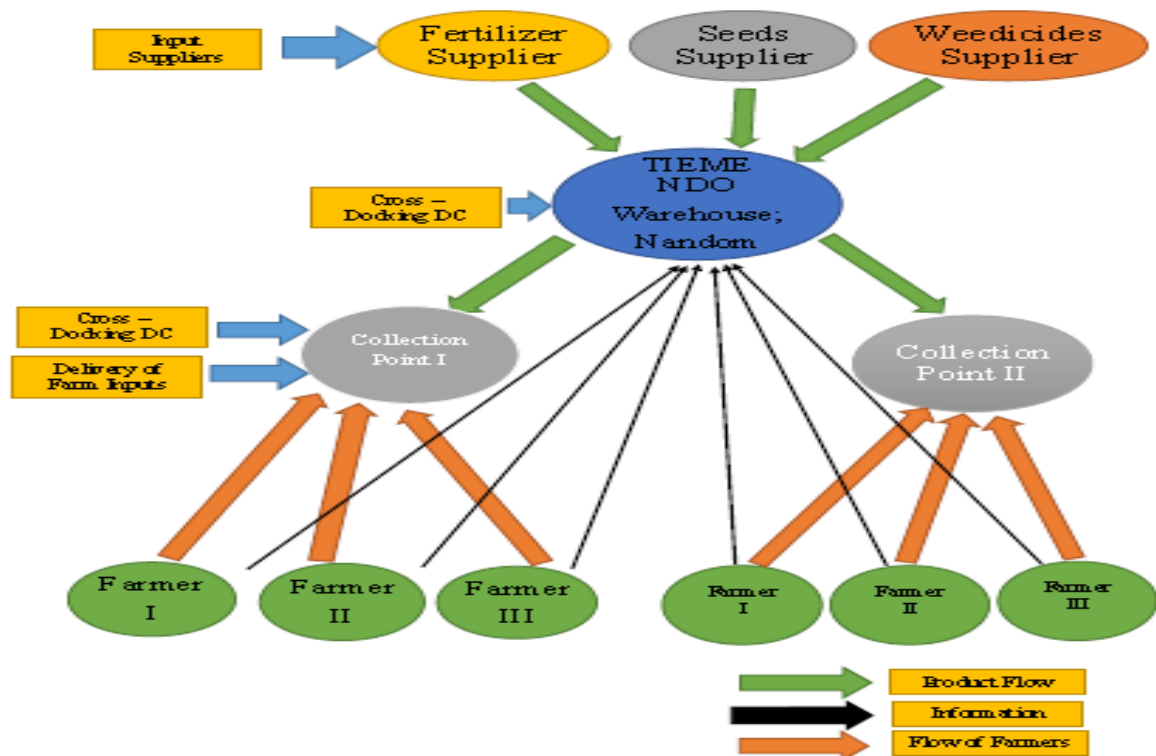 Input
Suppliers
Fertilizer
Supplier
Seeds
Supplier
Weedicides
Supplier
Cross –
Docking DC
TIEME
NDO
Warehouse;
Nandom
Cross –
Docking DC
Delivery of
Farm Inputs
Collection
Point I
Collection
Point II
Farmer
I
Farmer
II
Farmer
III
Farmer
I
Farmer
II
Farmer
III
Product Flow
Information
Flow of Farmers